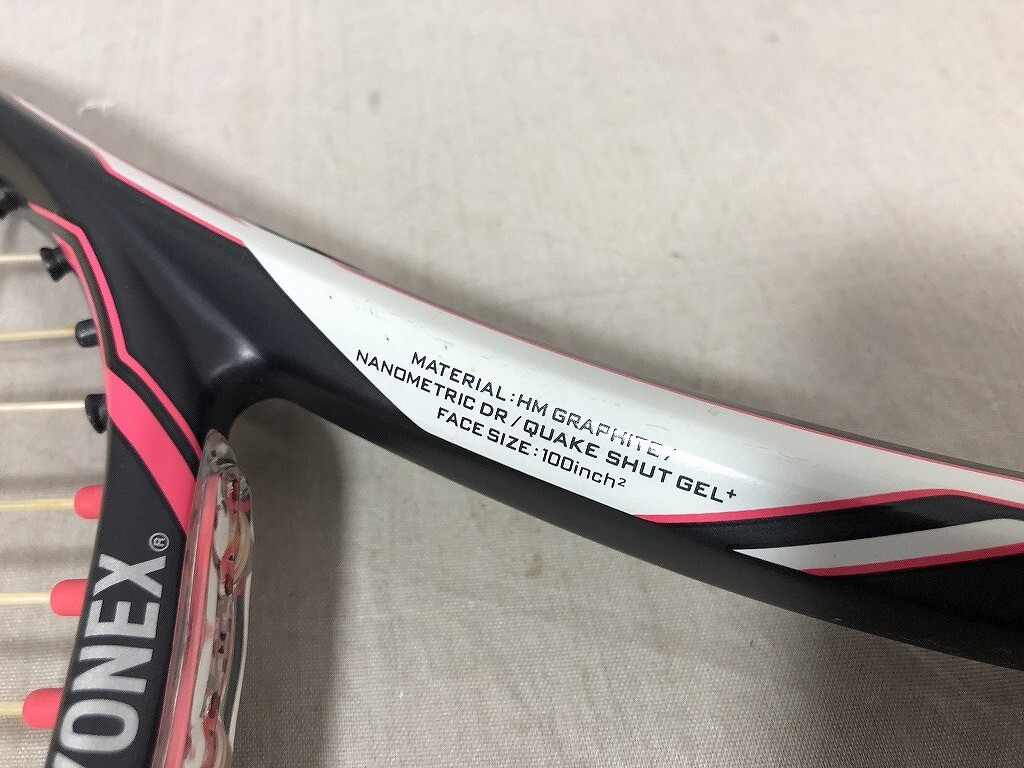 MATERIAL:HM GRAPHITE/
NANOMETRIC DR/QUAKE SHUT GEL+
FACE SIZE:100inch²
YONEX®